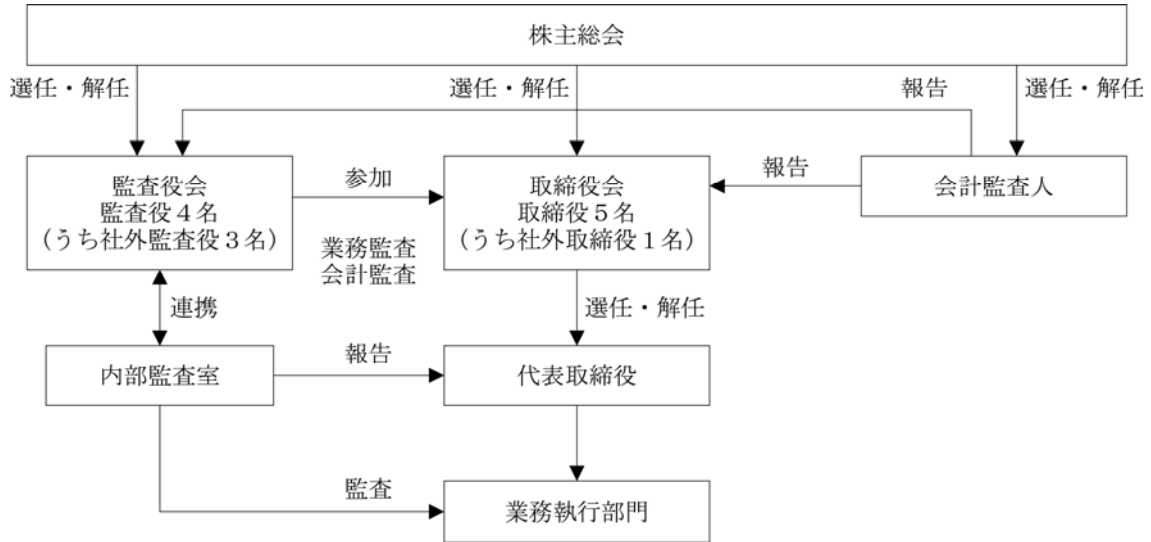 株主総会
選任・解任
選任・解任
報告
選任・解任
監査役会
監査役４名
（うち社外監査役３名）
参加
業務監査
会計監査
取締役会
取締役５名
（うち社外取締役１名）
報告
会計監査人
連携
選任・解任
内部監査室
報告
代表取締役
監査
業務執行部門